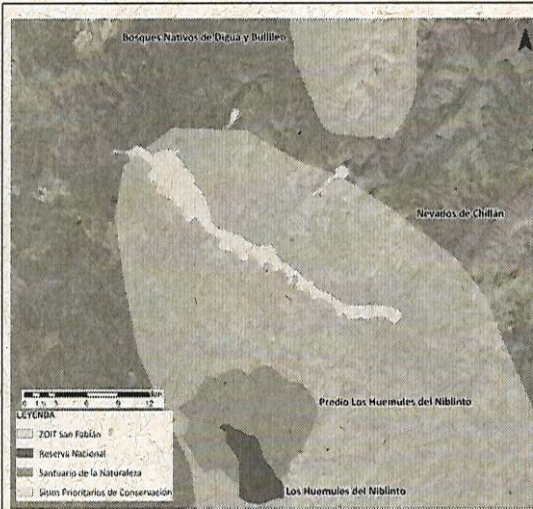 Bosques Nativos de Digua y Bullileo
Nevados de Chillán
Predio Los Huemules del Niblinto
Los Huemules del Niblinto
LEYENDA
ZOIT San Fabián
Reserva Nacional
Santuario de la Naturaleza
Sitios Prioritarios de Conservación